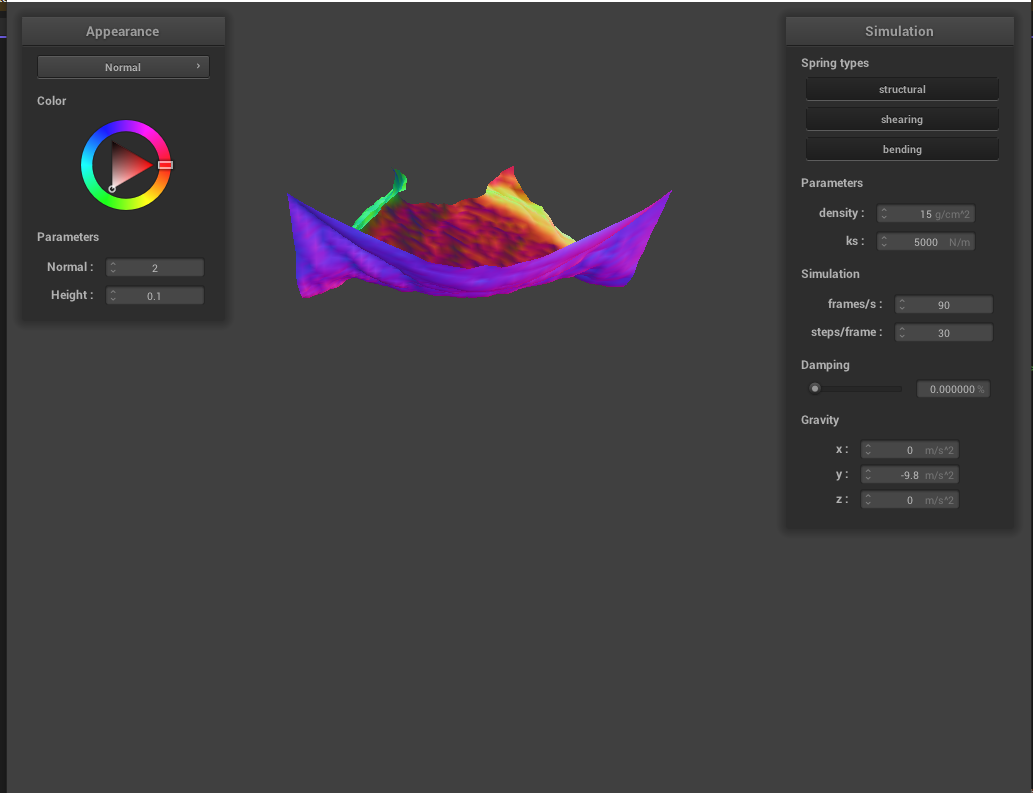 Appearance
Normal
Color
Parameters
Normal : 2
Height : 0.1
Simulation
Spring types
structural
shearing
bending
Parameters
density : 15 g/cm^2
ks : 5000 N/m
Simulation
frames/s : 90
steps/frame : 30
Damping
0.000000 %
Gravity
x : 0 m/s^2
y : -9.8 m/s^2
z : 0 m/s^2